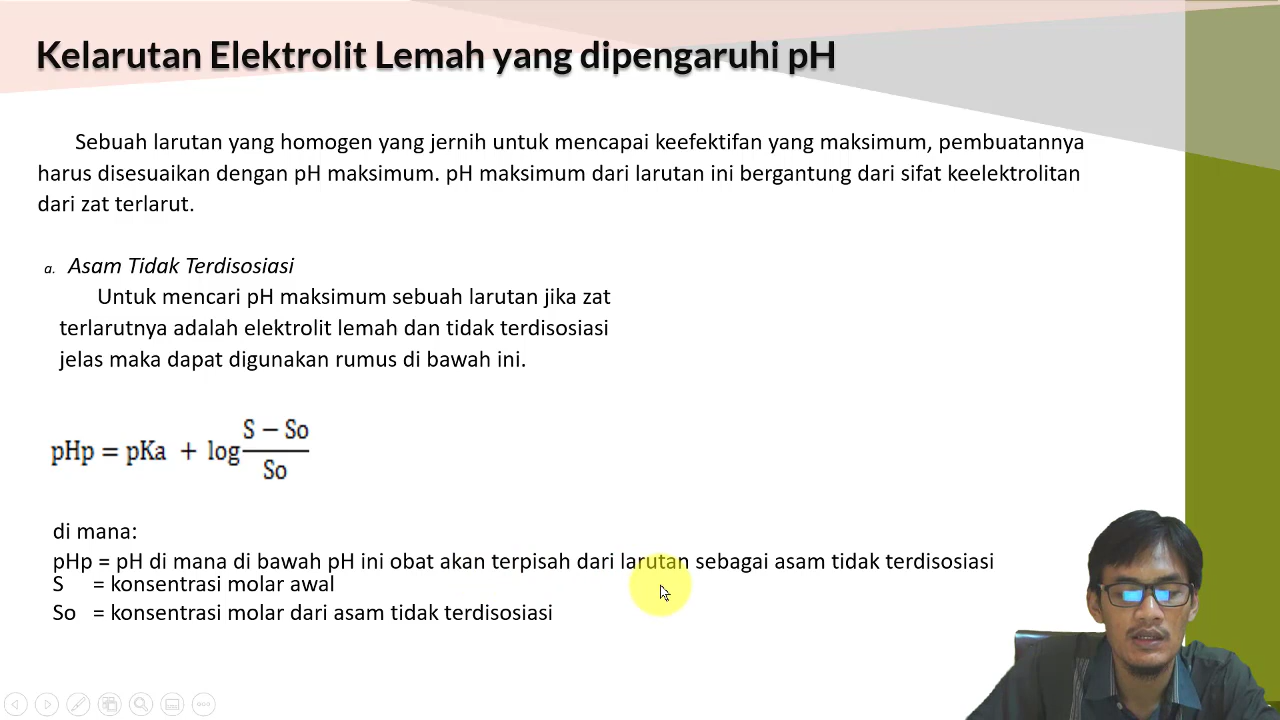 Kelarutan Elektrolit Lemah yang dipengaruhi pH
Sebuah larutan yang homogen yang jernih untuk mencapai keefektifan yang maksimum, pembuatannya
harus disesuaikan dengan pH maksimum. pH maksimum dari larutan ini bergantung dari sifat keelektrolitan
dari zat terlarut.
a. Asam Tidak Terdisosiasi
Untuk mencari pH maksimum sebuah larutan jika zat
terlarutnya adalah elektrolit lemah dan tidak terdisosiasi
jelas maka dapat digunakan rumus di bawah ini.
S − So
pHp = pKa + log
So
di mana:
pHp = pH di mana di bawah pH ini obat akan terpisah dari larutan sebagai asam tidak terdisosiasi
S = konsentrasi molar awal
So = konsentrasi molar dari asam tidak terdisosiasi